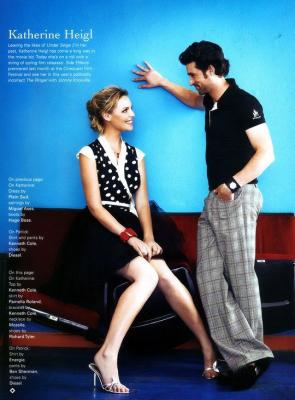 Katherine Heigl
Leaving the likes of Under Siege 2 in her
past, Katherine Heigl has come a long way in
the movie biz. Today she's on a roll with a
string of spring film releases. Side Effects
premiered last month at the Cinequest Film
Festival and see her in this year's politically
incorrect The Ringer with Johnny Knoxville.
On previous page:
On Katherine:
Dress by
Plein Sud,
earrings by
Miguel Ases,
boots by
Hugo Boss.
On Patrick:
Shirt and pants by
Kenneth Cole,
shoes by
Diesel.
On this page:
On Katherine:
Top by
Kenneth Cole,
skirt by
Pamella Roland,
bracelet by
Kenneth Cole,
necklace by
Masella,
shoes by
Richard Tyler.
On Patrick:
Shirt by
Energie,
pants by
Ben Sherman,
shoes by
Diesel.